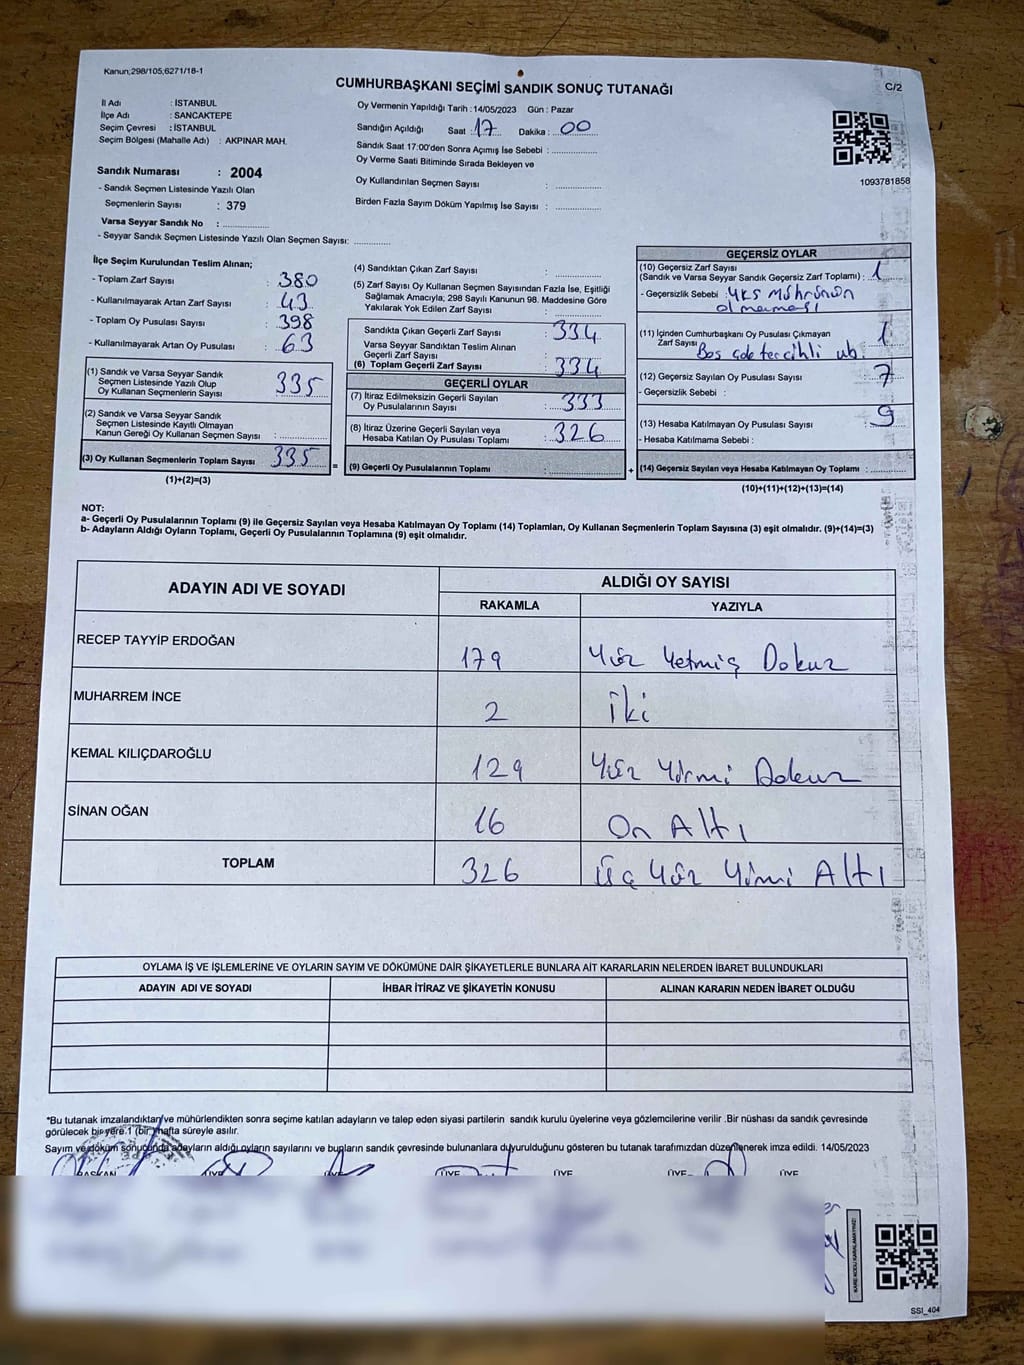 Kanun;298/105,6271/18-1
CUMHURBAŞKANI SEÇİMİ SANDIK SONUÇ TUTANAĞI
C/2
İl Adı : İSTANBUL
İlçe Adı : SANCAKTEPE
Seçim Çevresi : İSTANBUL
Seçim Bölgesi (Mahalle Adı) : AKPINAR MAH.
Sandık Numarası : 2004
- Sandık Seçmen Listesinde Yazılı Olan
Seçmenlerin Sayısı : 379
Varsa Seyyar Sandık No :
- Seyyar Sandık Seçmen Listesinde Yazılı Olan Seçmen Sayısı:
Oy Vermenin Yapıldığı Tarih : 14/05/2023 Gün : Pazar
Sandığın Açıldığı Saat : 17 Dakika : 00
Sandık Saat 17:00'den Sonra Açımış İse Sebebi :
Oy Verme Saati Bitiminde Sırada Bekleyen ve
Oy Kullandırılan Seçmen Sayısı :
Birden Fazla Sayım Döküm Yapılmış İse Sayısı :
1093781858
İlçe Seçim Kurulundan Teslim Alınan;
- Toplam Zarf Sayısı : 380
- Kullanılmayarak Artan Zarf Sayısı : 43
- Toplam Oy Pusulası Sayısı : 398
- Kullanılmayarak Artan Oy Pusulası : 63
(1) Sandık ve Varsa Seyyar Sandık
Seçmen Listesinde Yazılı Olup
Oy Kullanan Seçmenlerin Sayısı : 335
(2) Sandık ve Varsa Seyyar Sandık
Seçmen Listesinde Kayıtlı Olmayan
Kanun Gereği Oy Kullanan Seçmen Sayısı :
(3) Oy Kullanan Seçmenlerin Toplam Sayısı 335
(1)+(2)=(3)
(4) Sandıktan Çıkan Zarf Sayısı :
(5) Zarf Sayısı Oy Kullanan Seçmen Sayısından Fazla İse, Eşitliği
Sağlamak Amacıyla; 298 Sayılı Kanunun 98. Maddesine Göre
Yakılarak Yok Edilen Zarf Sayısı :
Sandıkta Çıkan Geçerli Zarf Sayısı : 334
Varsa Seyyar Sandıktan Teslim Alınan
Geçerli Zarf Sayısı :
(6) Toplam Geçerli Zarf Sayısı : 334
GEÇERLİ OYLAR
(7) İtiraz Edilmeksizin Geçerli Sayılan
Oy Pusulalarının Sayısı : 333
(8) İtiraz Üzerine Geçerli Sayılan veya
Hesaba Katılan Oy Pusulası Toplamı : 326
(9) Geçerli Oy Pusulalarının Toplamı :
GEÇERSİZ OYLAR
(10) Geçersiz Zarf Sayısı
(Sandık ve Varsa Seyyar Sandık Geçersiz Zarf Toplamı) : 1
- Geçersizlik Sebebi : YKS Mührünün
olmaması
(11) İçinden Cumhurbaşkanı Oy Pusulası Çıkmayan
Zarf Sayısı : 1
Boş
(12) Geçersiz Sayılan Oy Pusulası Sayısı : 7
- Geçersizlik Sebebi :
(13) Hesaba Katılmayan Oy Pusulası Sayısı : 9
- Hesaba Katılmama Sebebi :
(14) Geçersiz Sayılan veya Hesaba Katılmayan Oy Toplamı :
(10)+(11)+(12)+(13)=(14)
NOT:
a- Geçerli Oy Pusulalarının Toplamı (9) ile Geçersiz Sayılan veya Hesaba Katılmayan Oy Toplamı (14) Toplamları, Oy Kullanan Seçmenlerin Toplam Sayısına (3) eşit olmalıdır. (9)+(14)=(3)
b- Adayların Aldığı Oyların Toplamı, Geçerli Oy Pusulalarının Toplamına (9) eşit olmalıdır.
ADAYIN ADI VE SOYADI
ALDIĞI OY SAYISI
RAKAMLA YAZIYLA
RECEP TAYYİP ERDOĞAN 179 Yüz Yetmiş Dokuz
MUHARREM İNCE 2 İki
KEMAL KILIÇDAROĞLU 129 Yüz Yirmi Dokuz
SİNAN OĞAN 16 On Altı
TOPLAM 326 Üç Yüz Yirmi Altı
OYLAMA İŞ VE İŞLEMLERİNE VE OYLARIN SAYIM VE DÖKÜMÜNE DAİR ŞİKAYETLERLE BUNLARA AİT KARARLARIN NELERDEN İBARET BULUNDUKLARI
ADAYIN ADI VE SOYADI İHBAR İTİRAZ VE ŞİKAYETİN KONUSU ALINAN KARARIN NEDEN İBARET OLDUĞU
*Bu tutanak imzalandıktan ve mühürlendikten sonra seçime katılan adayların ve talep eden siyasi partilerin sandık kurulu üyelerine veya gözlemcilerine verilir .Bir nüshası da sandık çevresinde
görülecek bir yere 1 (bir ) hafta süreyle asılır.
Sayım ve döküm sonucunda adayların aldığı oyların sayılarını ve bunların sandık çevresinde bulunanlara duyurulduğunu gösteren bu tutanak tarafımızdan düzenlenerek imza edildi. 14/05/2023
BAŞKAN ÜYE ÜYE ÜYE ÜYE ÜYE
SSI_404